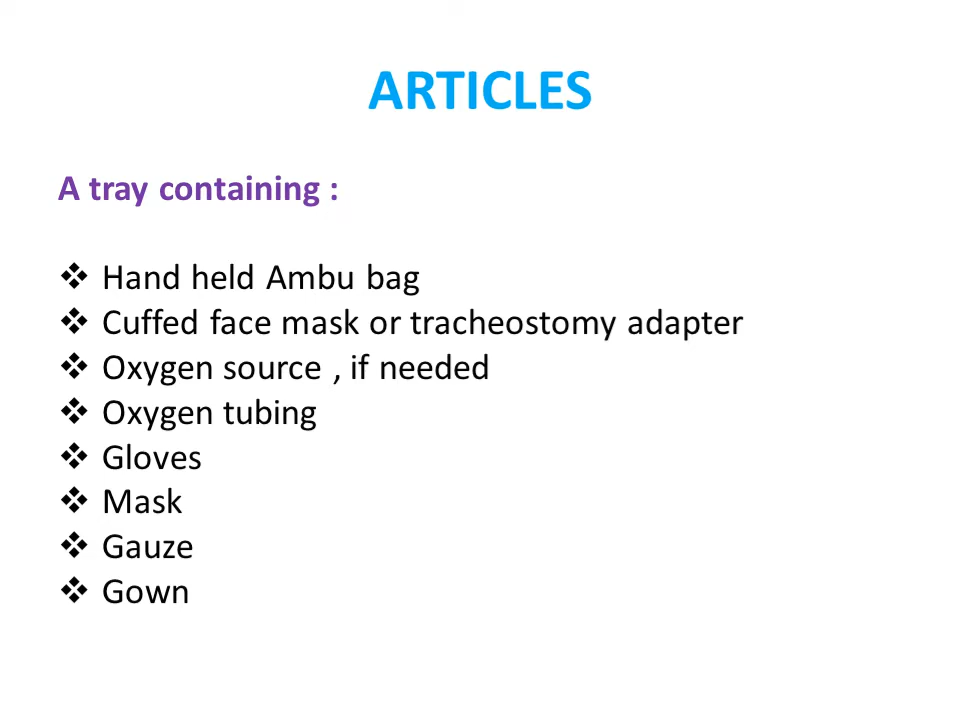 ARTICLES
A tray containing :
❖ Hand held Ambu bag
❖ Cuffed face mask or tracheostomy adapter
❖ Oxygen source , if needed
❖ Oxygen tubing
❖ Gloves
❖ Mask
❖ Gauze
❖ Gown